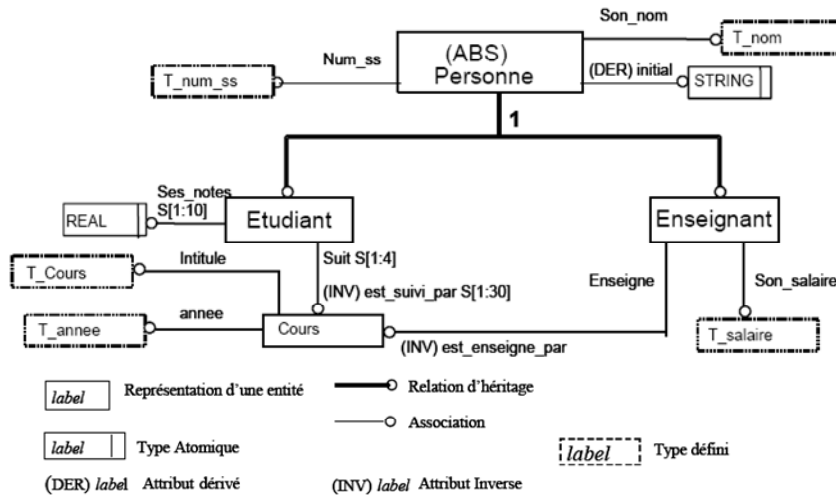 Son_nom
T_nom
(ABS)
Personne
Num_ss
T_num_ss
(DER) initial
STRING
1
Ses_notes
S[1:10]
REAL
Etudiant
Enseignant
T_Cours
Intitule
Suit S[1:4]
Enseigne
Son_salaire
(INV) est_suivi_par S[1:30]
T_annee
annee
Cours
(INV) est_enseigne_par
T_salaire
label
Représentation d'une entité
Relation d'héritage
Association
label
Type Atomique
label
Type défini
(DER) label Attribut dérivé
(INV) label Attribut Inverse